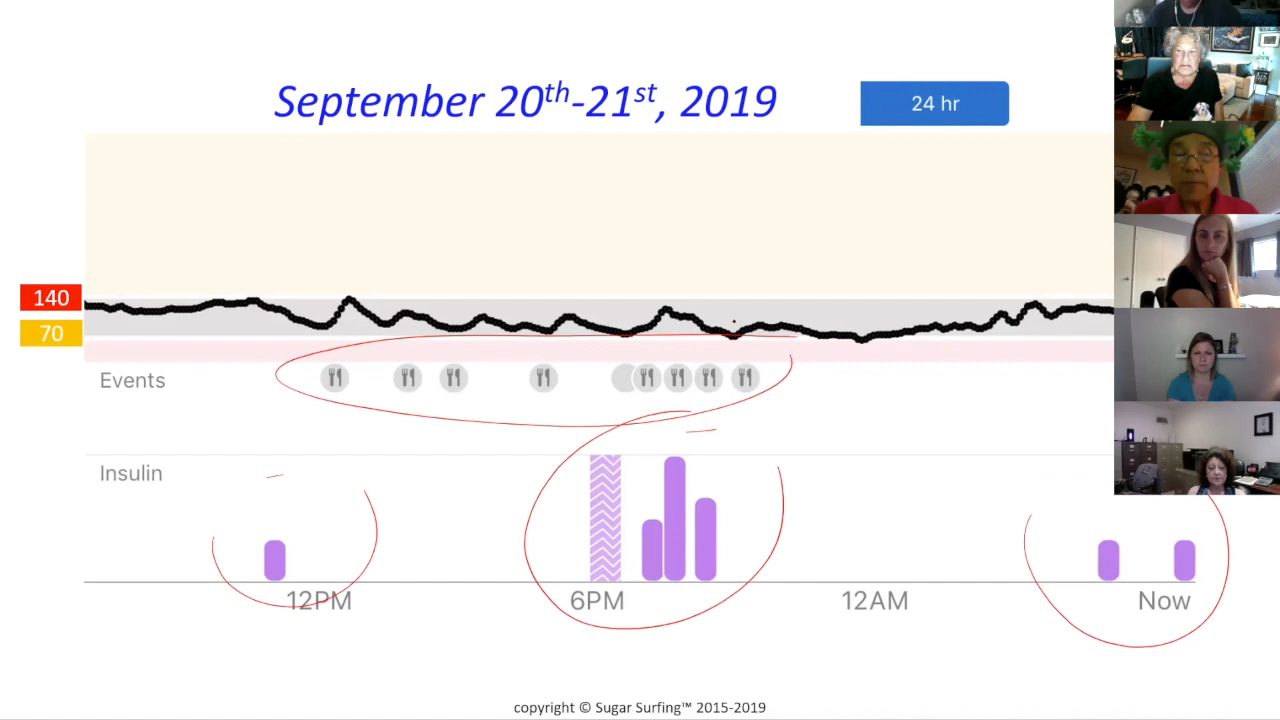 September 20th-21st, 2019
24 hr
140
70
Events
Insulin
12PM
6PM
12AM
Now
copyright © Sugar Surfing™ 2015-2019